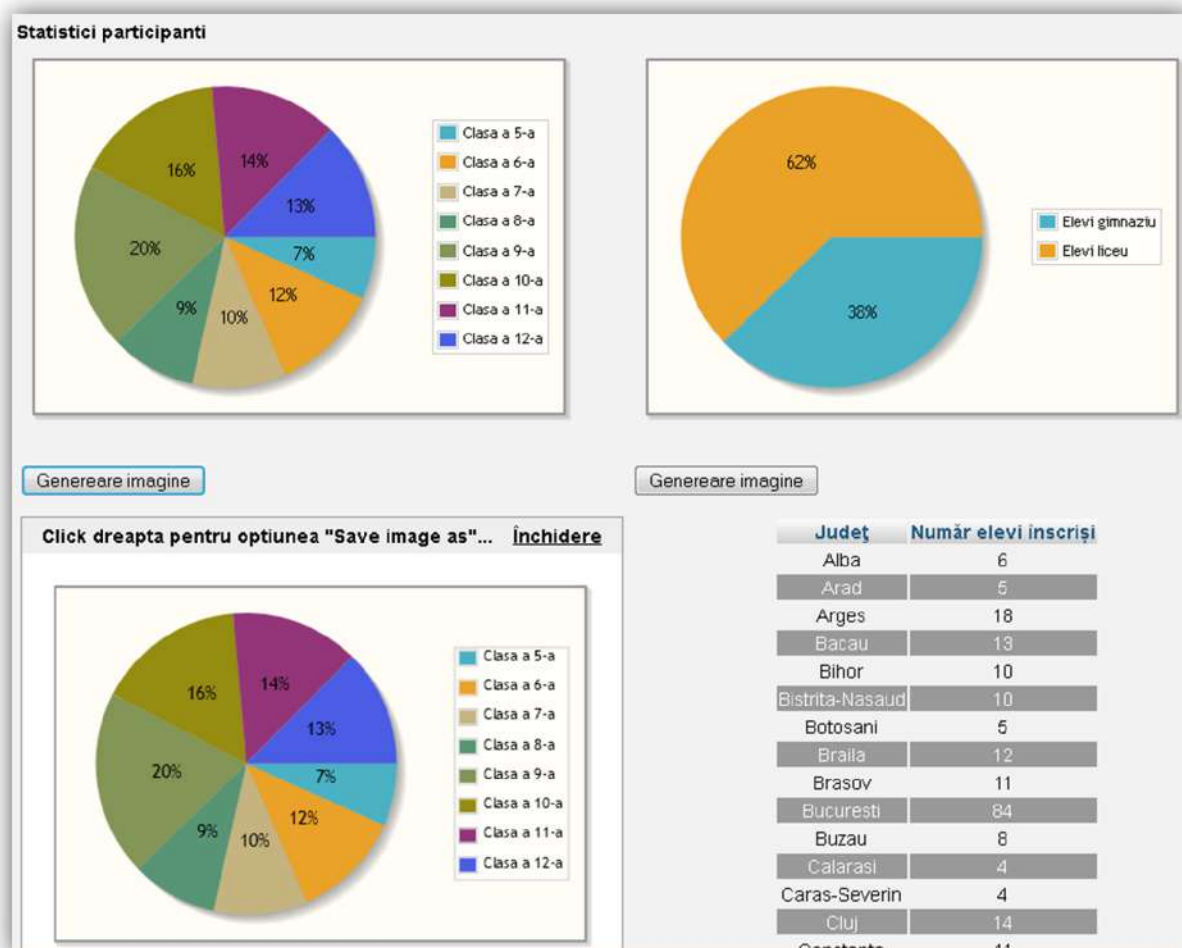 Statistici participanti
16%
14%
13%
20%
7%
9%
10%
12%
Clasa a 5-a
Clasa a 6-a
Clasa a 7-a
Clasa a 8-a
Clasa a 9-a
Clasa a 10-a
Clasa a 11-a
Clasa a 12-a
62%
38%
Elevi gimnaziu
Elevi liceu
Genereare imagine
Genereare imagine
Click dreapta pentru optiunea "Save image as"... Închidere
16%
14%
13%
20%
7%
9%
10%
12%
Clasa a 5-a
Clasa a 6-a
Clasa a 7-a
Clasa a 8-a
Clasa a 9-a
Clasa a 10-a
Clasa a 11-a
Clasa a 12-a
Județ Număr elevi înscriși
Alba 6
Arad 5
Arges 18
Bacau 13
Bihor 10
Bistrita-Nasaud 10
Botosani 5
Braila 12
Brasov 11
Bucuresti 84
Buzau 8
Calarasi 4
Caras-Severin 4
Cluj 14